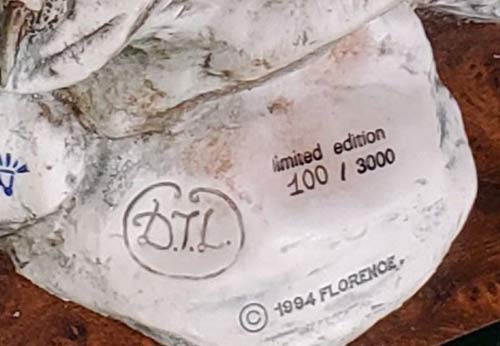 limited edition
100 / 3000
D.T.L.
© 1994 FLORENCE,